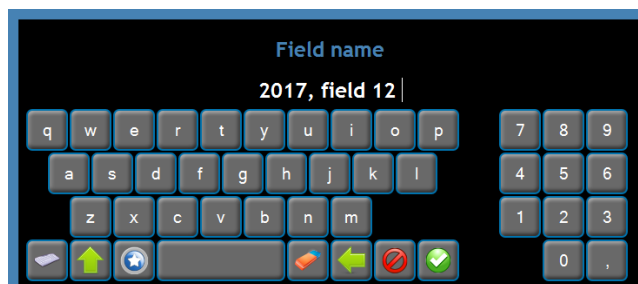 Field name
2017, field 12
q w e r t y u i o p 7 8 9
a s d f g h j k l 4 5 6
z x c v b n m 1 2 3
0 ,